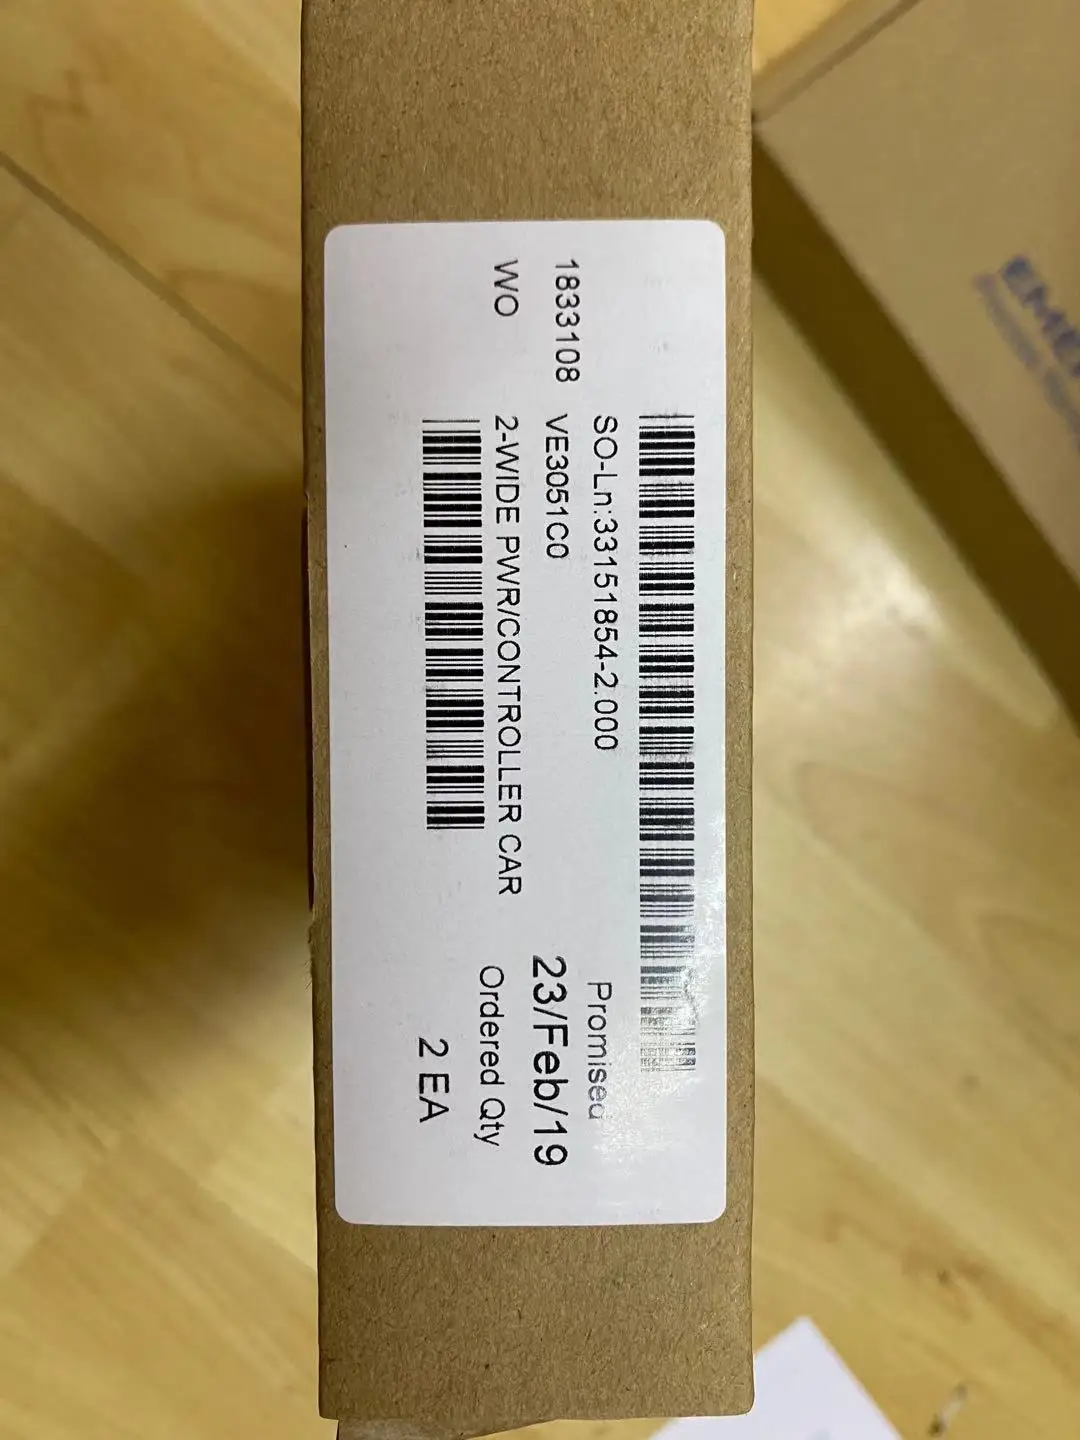 SO-Ln:33151854-2.000
Promised
1833108
VE3051C0
23/Feb/19
WO
2-WIDE PWR/CONTROLLER CAR
Ordered Qty
2 EA